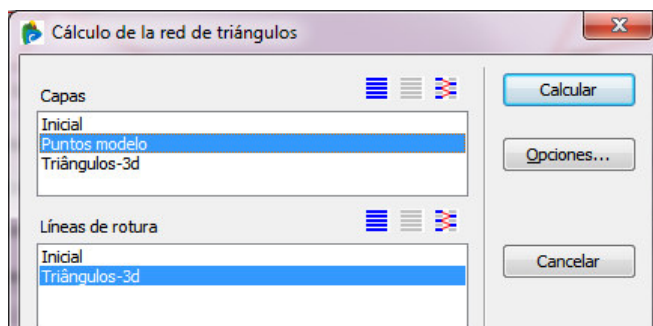 Cálculo de la red de triángulos
Capas
Calcular
Inicial
Puntos modelo
Triângulos-3d
Opciones...
Líneas de rotura
Inicial
Triângulos-3d
Cancelar